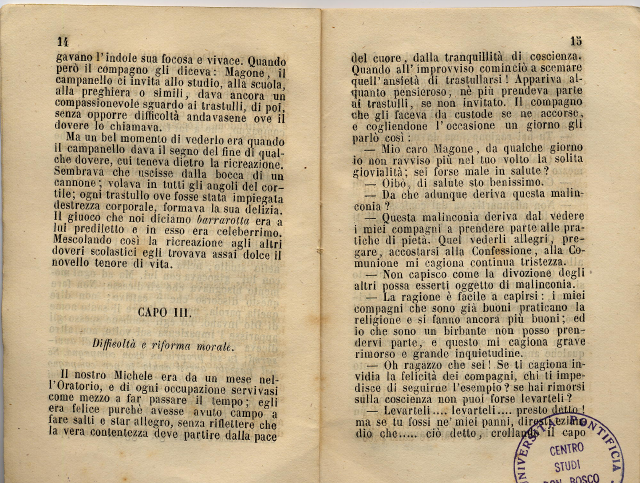 14
gavano l'indole sua focosa e vivace. Quando
però il compagno gli diceva: Magone, il
campanello ci invita allo studio, alla scuola,
alla preghiera o simili, dava ancora un
compassionevole sguardo ai trastulli, di poi,
senza opporre difficoltà andavasene ove il
dovere lo chiamava.
Ma un bel momento di vederlo era quando
il campanello dava il segno del fine di qual-
che dovere, cui teneva dietro la ricreazione.
Sembrava che uscisse dalla bocca di un
cannone; volava in tutti gli angoli del cor-
tile; ogni trastullo ove fosse stata impiegata
destrezza corporale, formava la sua delizia.
Il giuoco che noi diciamo barrarotta era a
lui prediletto e in esso era celeberrimo.
Mescolando così la ricreazione agli altri
doveri scolastici egli trovava assai dolce il
novello tenore di vita.
CAPO III.
Difficoltà e riforma morale.
Il nostro Michele era da un mese nel-
l'Oratorio, e di ogni occupazione servivasi
come mezzo a far passare il tempo; egli
era felice purchè avesse avuto campo a
fare salti e star allegro, senza riflettere che
la vera contentezza deve partire dalla pace
15
del cuore, dalla tranquillità di coscienza.
Quando all'improvviso cominciò a scemare
quell'ansietà di trastullarsi! Appariva al-
quanto pensieroso, nè più prendeva parte
ai trastulli, se non invitato. Il compagno
che gli faceva da custode se ne accorse,
e cogliendone l'occasione un giorno gli
parlò così:
— Mio caro Magone, da qualche giorno
io non ravviso più nel tuo volto la solita
giovialità; sei forse male in salute?
— Oibò, di salute sto benissimo.
— Da che adunque deriva questa malin-
conia?
— Questa malinconia deriva dal vedere
i miei compagni a prendere parte alle pra-
tiche di pietà. Quel vederli allegri, pre-
gare, accostarsi alla Confessione, alla Co-
munione mi cagiona continua tristezza.
— Non capisco come la divozione degli
altri possa esserti oggetto di malinconia.
— La ragione è facile a capirsi: i miei
compagni che sono già buoni praticano la
religione e si fanno ancora più buoni; ed
io che sono un birbante non posso pren-
dervi parte, e questo mi cagiona grave
rimorso e grande inquietudine.
— Oh ragazzo che sei! Se ti cagiona in-
vidia la felicità dei compagni, chi ti impe-
disce di seguirne l'esempio? se hai rimorsi
sulla coscienza non puoi forse levarteli?
— Levarteli.... levarteli.... presto detto!
ma se tu fossi ne' miei panni, diresti ezian-
dio che..... ciò detto, crollando il capo
PONTIFICIA
CENTRO
STUDI
DON BOSCO